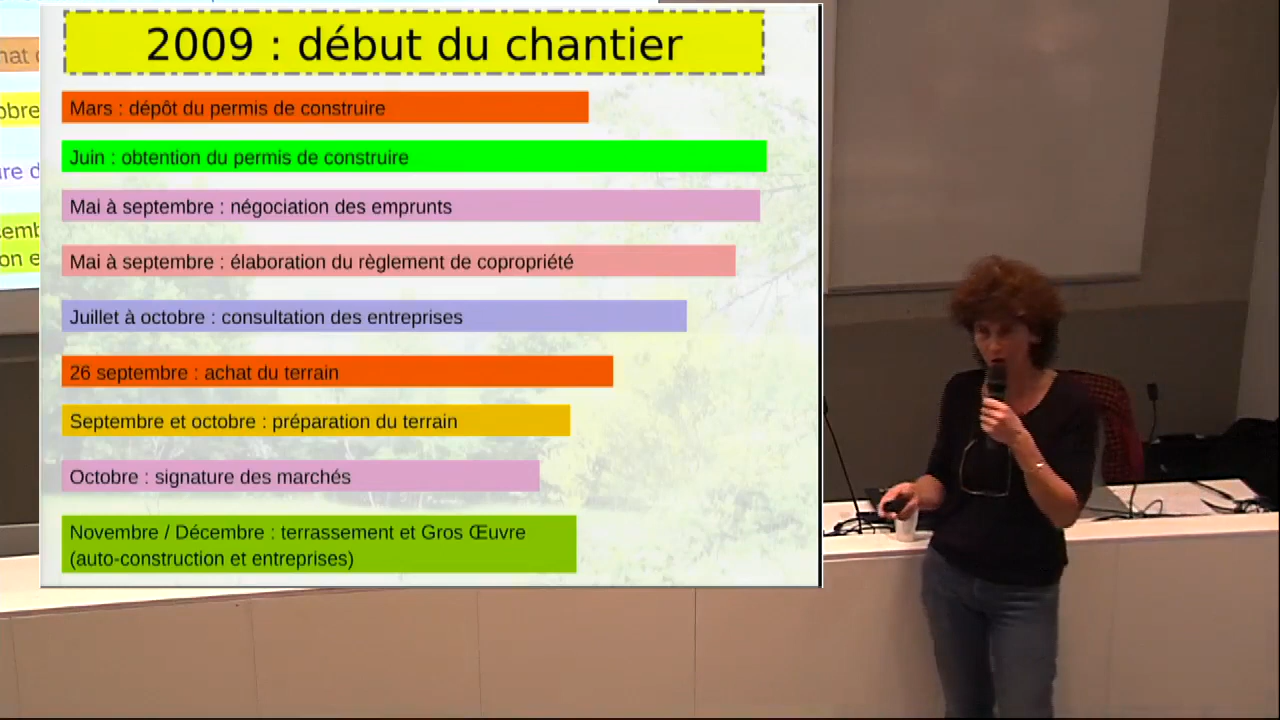 2009 : début du chantier
Mars : dépôt du permis de construire
Juin : obtention du permis de construire
Mai à septembre : négociation des emprunts
Mai à septembre : élaboration du règlement de copropriété
Juillet à octobre : consultation des entreprises
26 septembre : achat du terrain
Septembre et octobre : préparation du terrain
Octobre : signature des marchés
Novembre / Décembre : terrassement et Gros Œuvre
(auto-construction et entreprises)